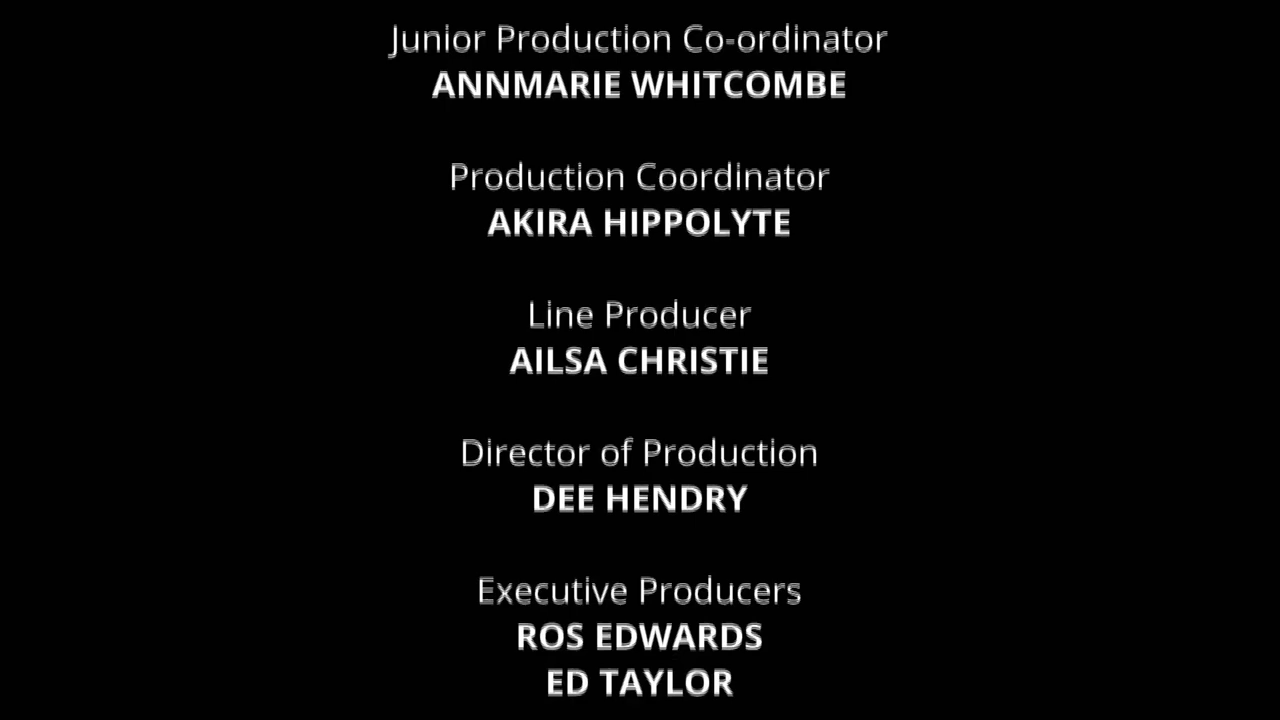 Junior Production Co-ordinator
ANNMARIE WHITCOMBE
Production Coordinator
AKIRA HIPPOLYTE
Line Producer
AILSA CHRISTIE
Director of Production
DEE HENDRY
Executive Producers
ROS EDWARDS
ED TAYLOR